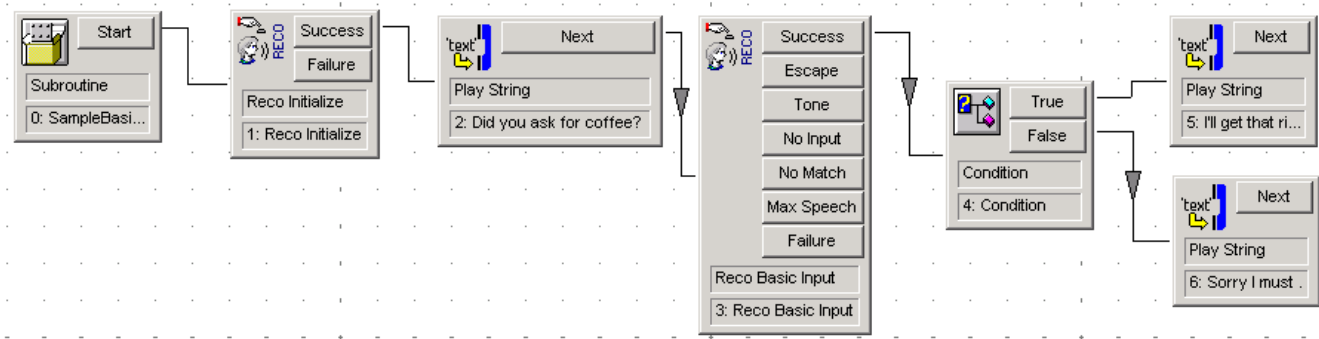 Start
Subroutine
0: SampleBasi...
RECO
Success
Failure
Reco Initialize
1: Reco Initialize
'text'
Next
Play String
2: Did you ask for coffee?
RECO
Success
Escape
Tone
No Input
No Match
Max Speech
Failure
Reco Basic Input
3: Reco Basic Input
?
True
False
Condition
4: Condition
'text'
Next
Play String
5: I'll get that ri...
'text'
Next
Play String
6: Sorry I must .